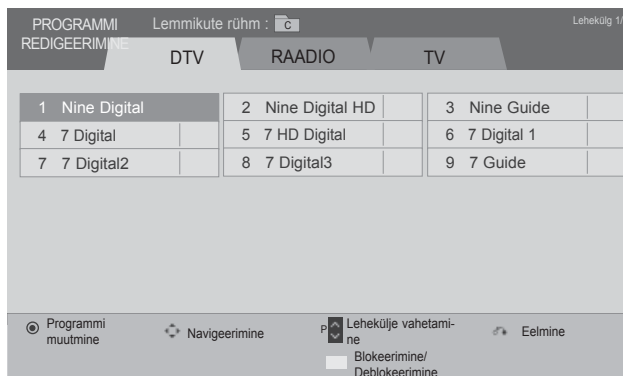 PROGRAMMI REDIGEERIMINE
Lemmikute rühm : C
Lehekülg 1/
DTV
RAADIO
TV
1 Nine Digital
2 Nine Digital HD
3 Nine Guide
4 7 Digital
5 7 HD Digital
6 7 Digital 1
7 7 Digital2
8 7 Digital3
9 7 Guide
Programmi
muutmine
Navigeerimine
P Lehekülje vahetami-
ne
Eelmine
Blokeerimine/
Deblokeerimine